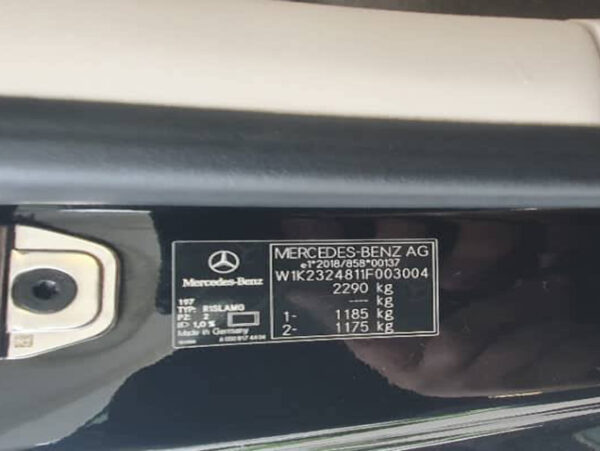 Mercedes-Benz
197
TYP: R1SLAMG
PZ: 2
1,0 %
Made in Germany
MERCEDES-BENZ AG
e1*2018/858*00137
W1K2324811F003004
2290 kg
---- kg
1- 1185 kg
2- 1175 kg